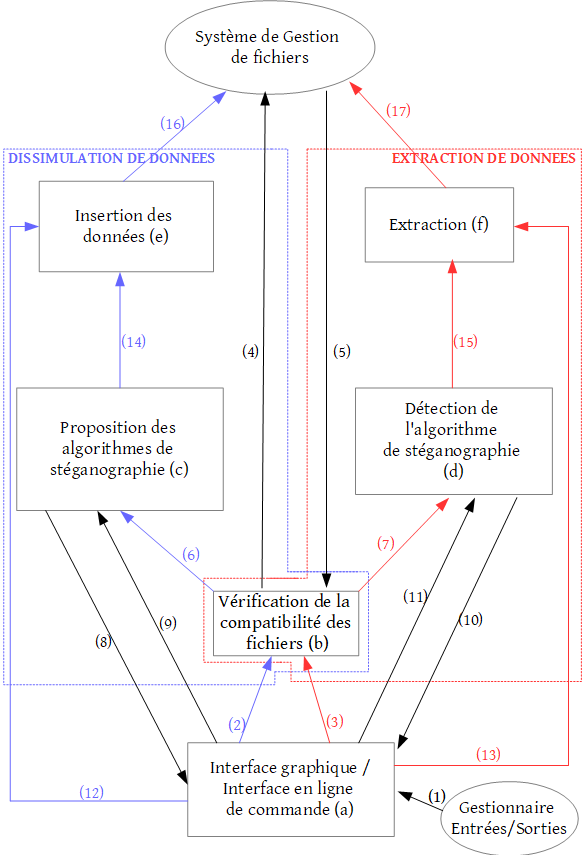 Système de Gestion
de fichiers
(16)
(17)
DISSIMULATION DE DONNEES
EXTRACTION DE DONNEES
Insertion des
données (e)
Extraction (f)
(14)
(4)
(5)
(15)
Proposition des
algorithmes de
stéganographie (c)
Détection de
l'algorithme
de stéganographie
(d)
(6)
(7)
Vérification de la
compatibilité des
fichiers (b)
(8)
(9)
(11)
(10)
(2)
(3)
(13)
Interface graphique /
Interface en ligne
de commande (a)
(12)
(1)
Gestionnaire
Entrées/Sorties